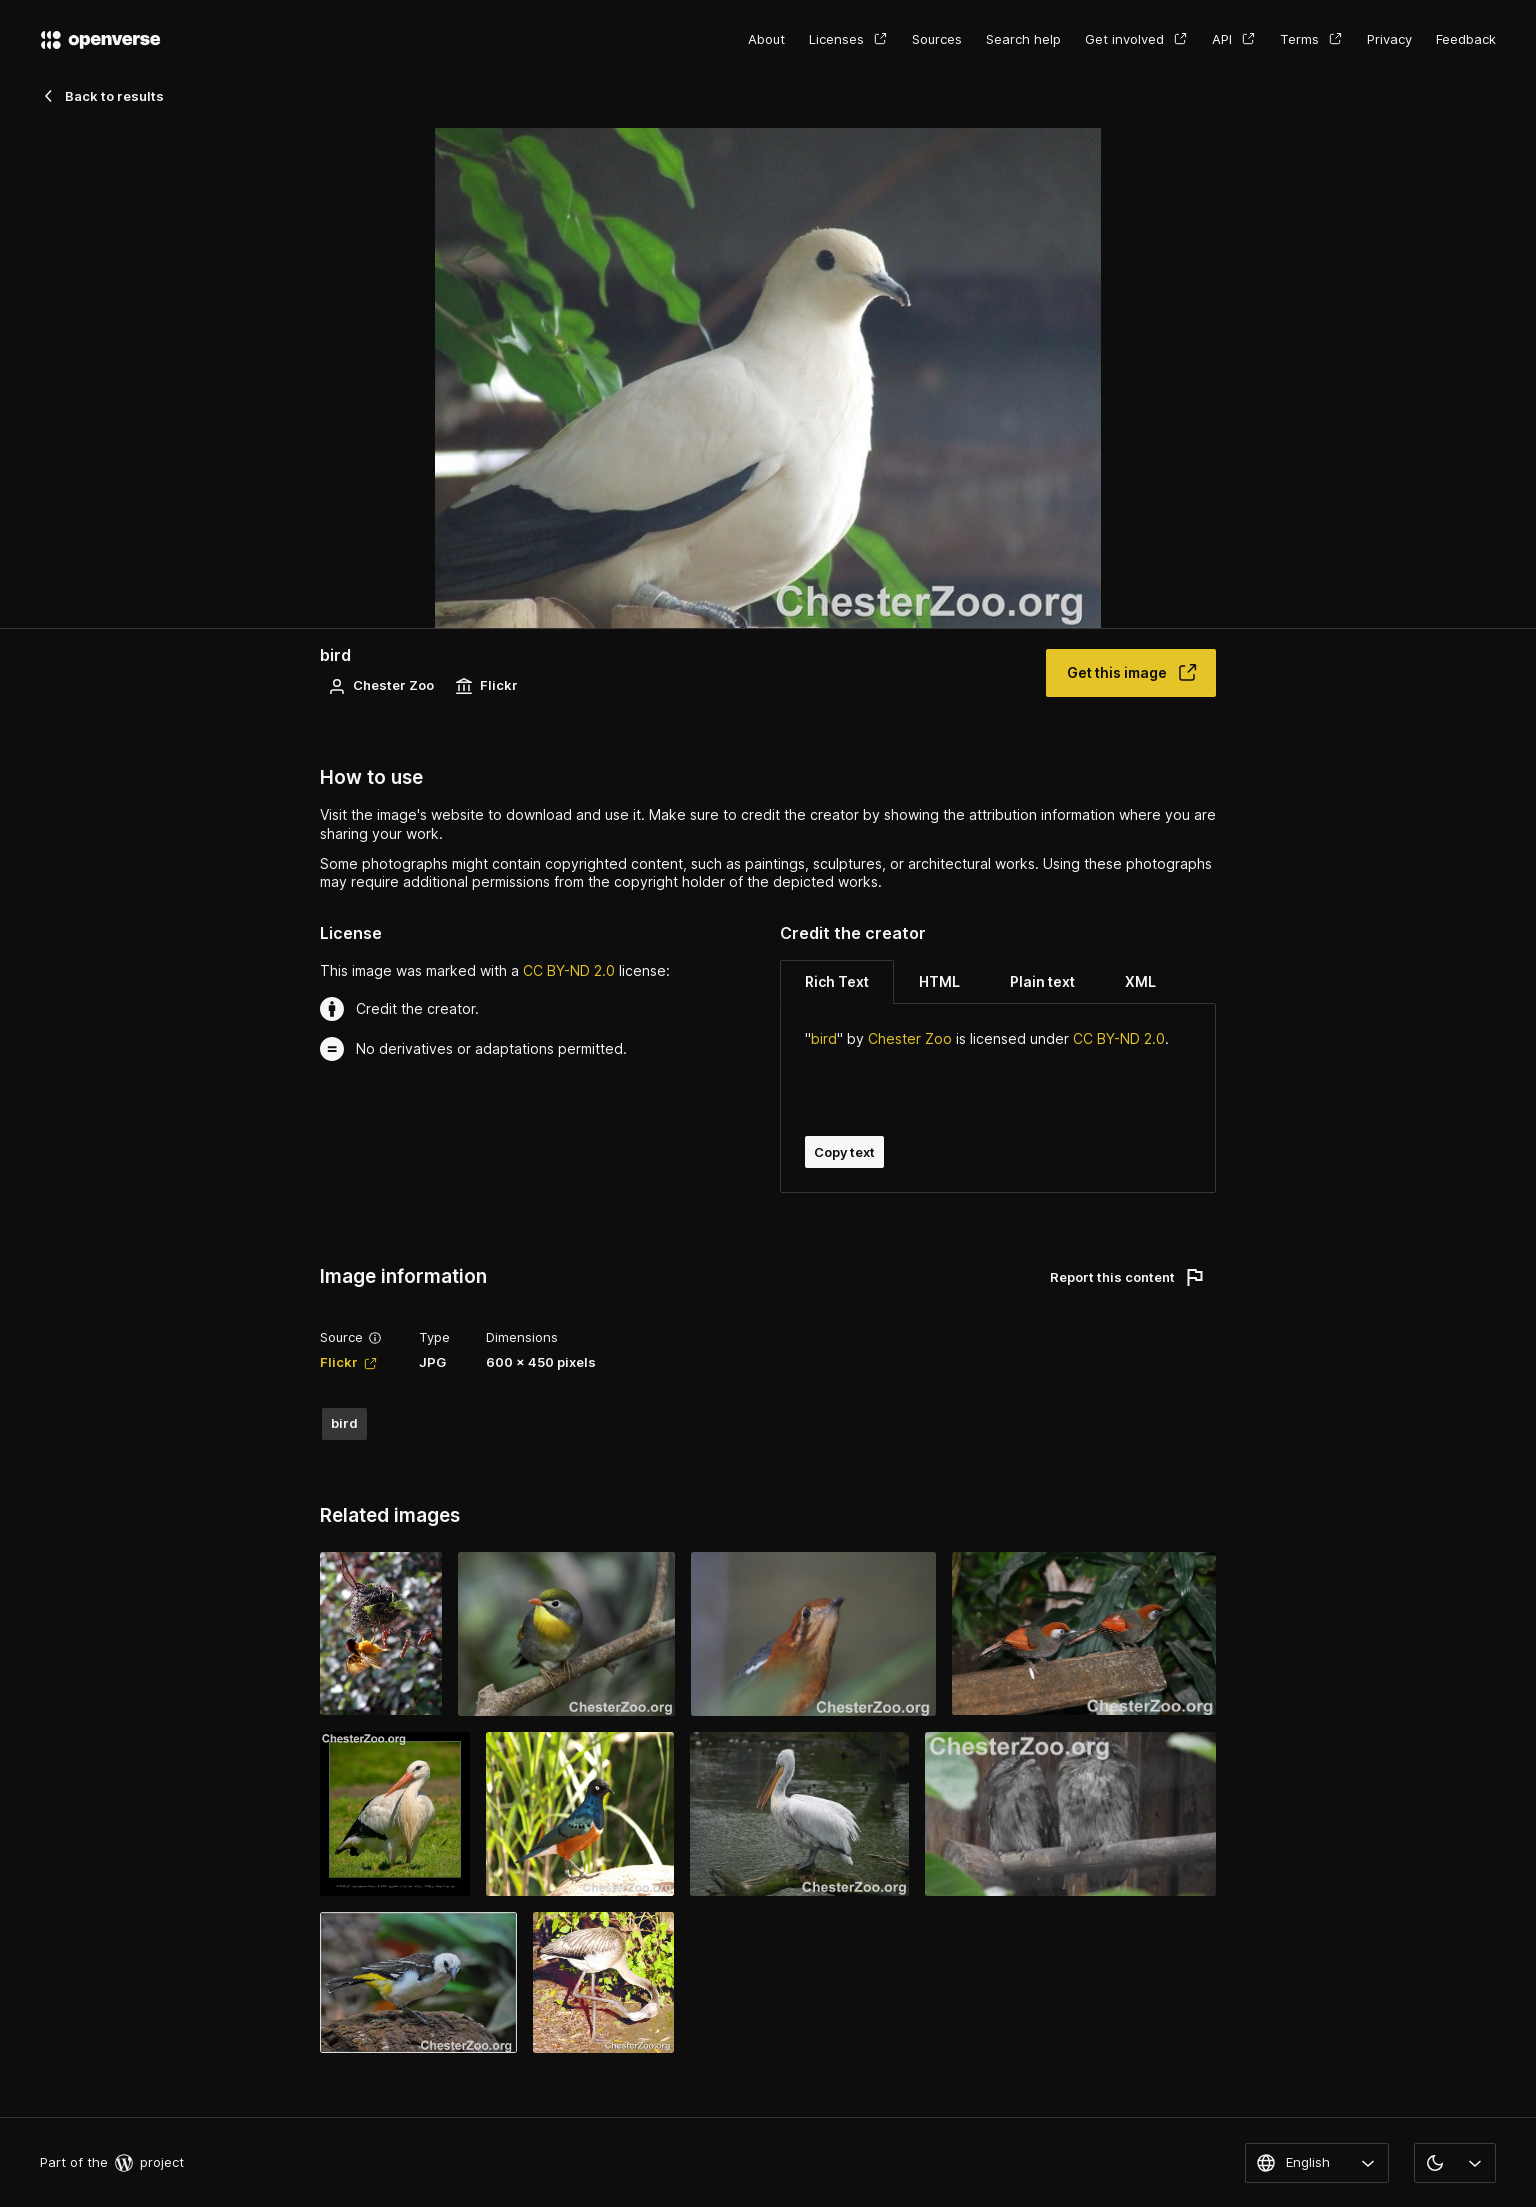 openverse
About Licenses Sources Search help Get involved API Terms Privacy Feedback
Back to results
ChesterZoo.org
bird
Chester Zoo Flickr
Get this image
How to use
Visit the image's website to download and use it. Make sure to credit the creator by showing the attribution information where you are
sharing your work.
Some photographs might contain copyrighted content, such as paintings, sculptures, or architectural works. Using these photographs
may require additional permissions from the copyright holder of the depicted works.
License
This image was marked with a CC BY-ND 2.0 license:
Credit the creator.
No derivatives or adaptations permitted.
Credit the creator
Rich Text HTML Plain text XML
"bird" by Chester Zoo is licensed under CC BY-ND 2.0.
Copy text
Image information
Report this content
Source Type Dimensions
Flickr JPG 600 × 450 pixels
bird
Related images
ChesterZoo.org
ChesterZoo.org
ChesterZoo.org
ChesterZoo.org
ChesterZoo.org
ChesterZoo.org
ChesterZoo.org
ChesterZoo.org
ChesterZoo.org
Part of the project
English